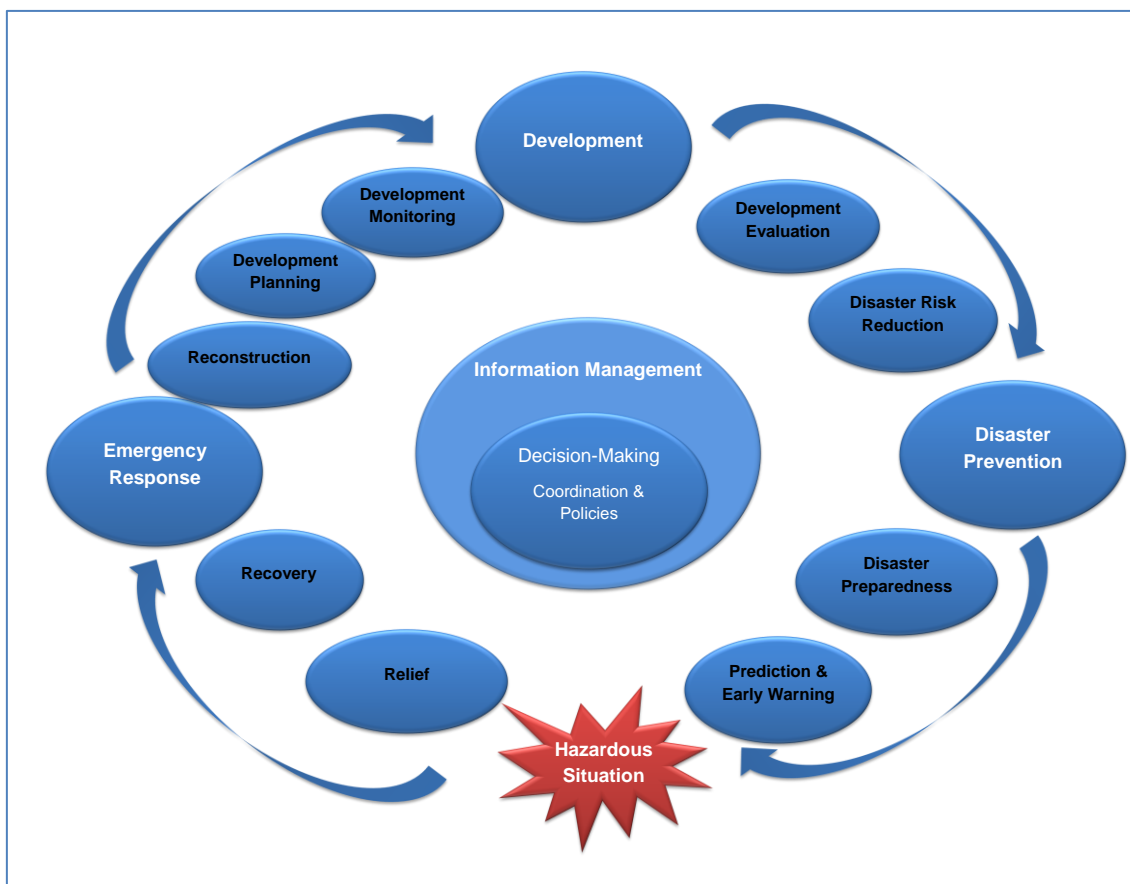 Development
Development
Monitoring
Development
Evaluation
Development
Planning
Disaster Risk
Reduction
Reconstruction
Information Management
Emergency
Response
Decision-Making
Coordination &
Policies
Disaster
Prevention
Recovery
Disaster
Preparedness
Relief
Prediction &
Early Warning
Hazardous
Situation